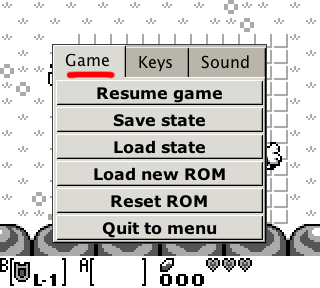 Game Keys Sound
Resume game
Save state
Load state
Load new ROM
Reset ROM
Quit to menu
B[ L-1] A[ ] 000